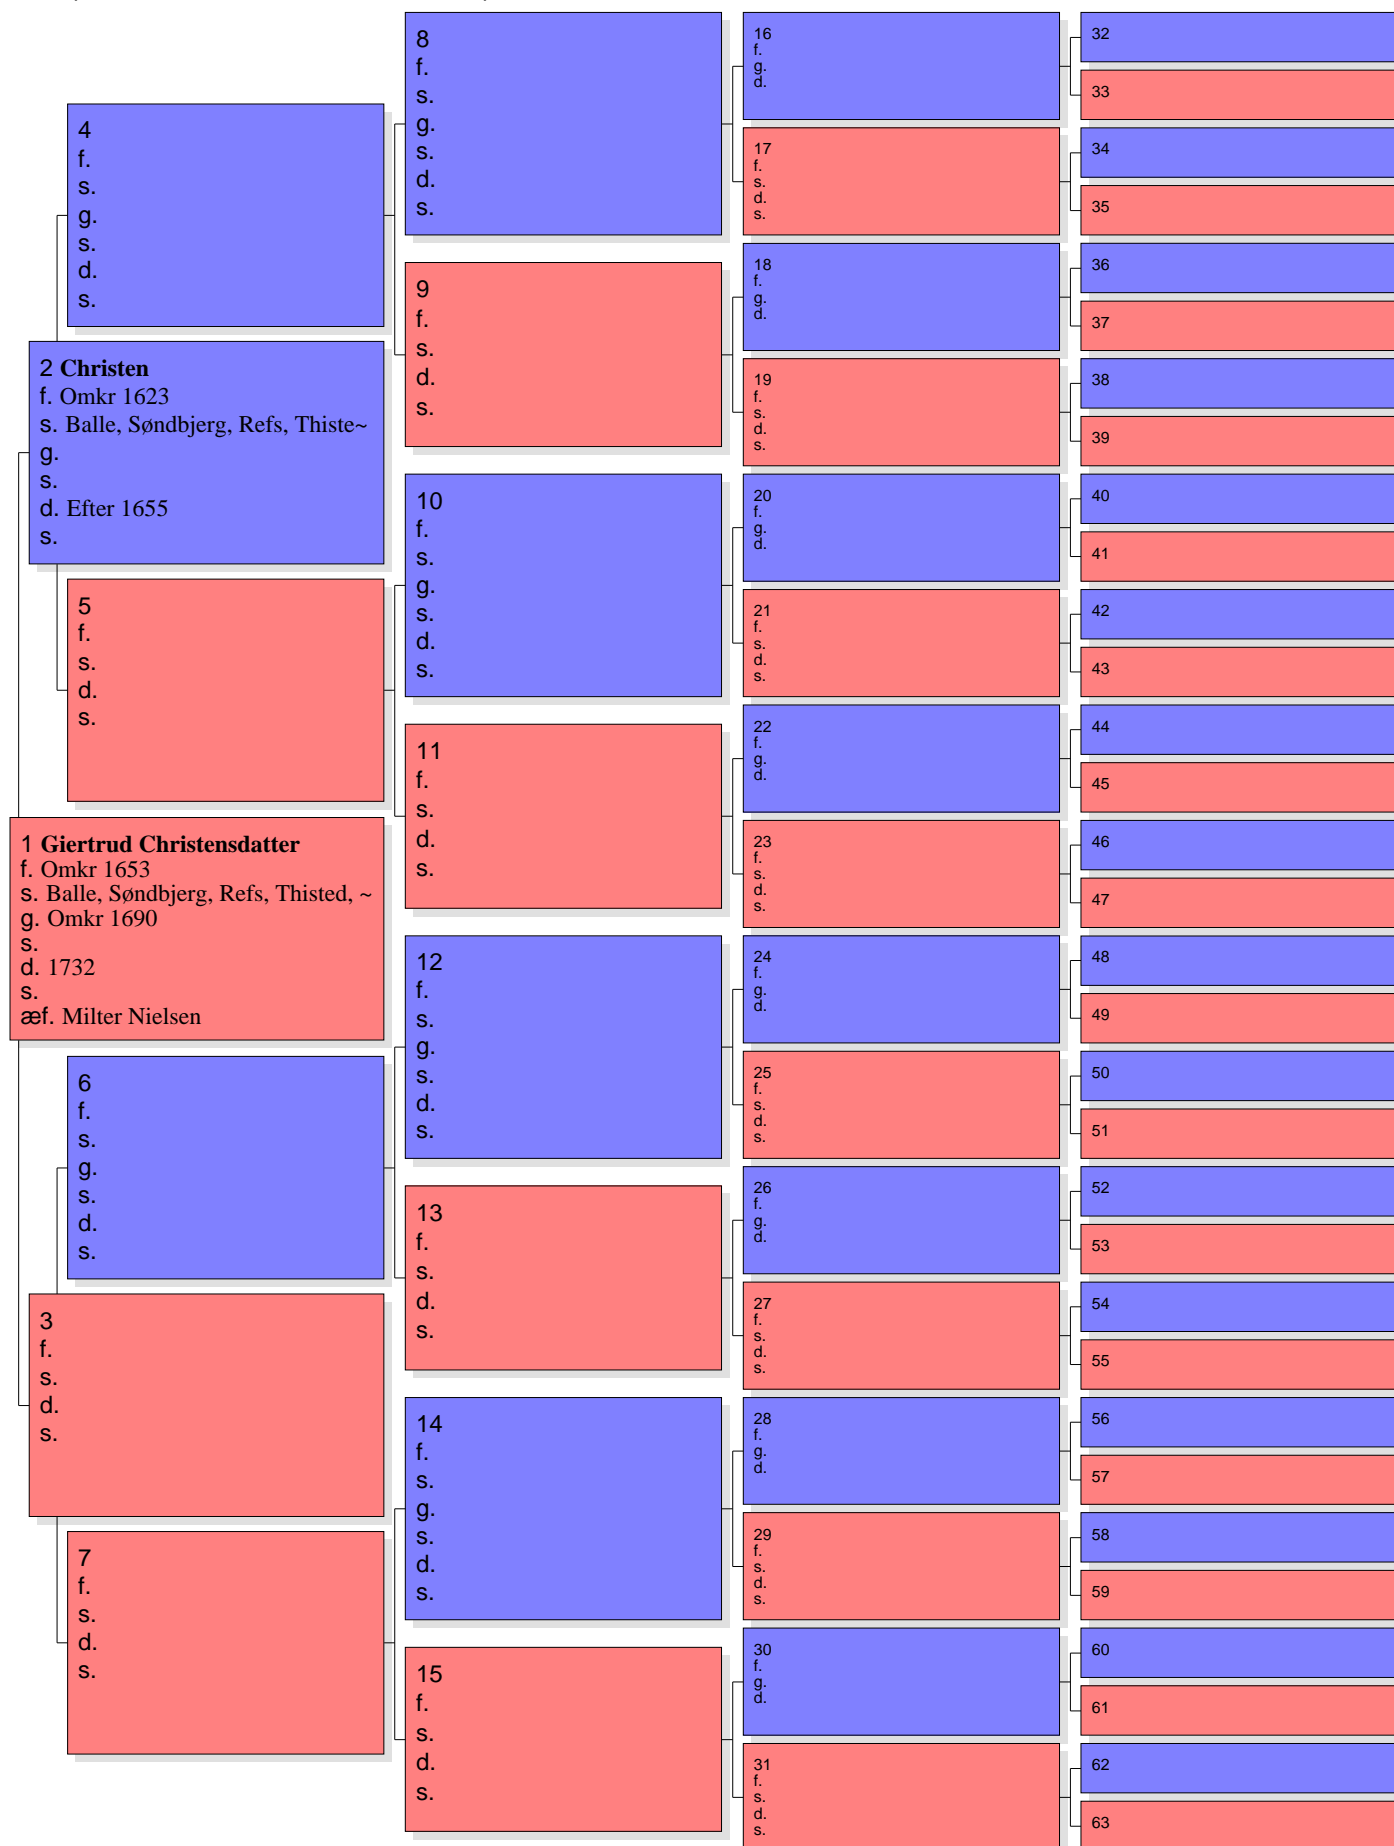 8
f.
s.
g.
s.
d.
s.
4
f.
s.
g.
s.
d.
s.
9
f.
s.
d.
s.
2 Christen
f. Omkr 1623
s. Balle, Søndbjerg, Refs, Thiste~
g.
s.
d. Efter 1655
s.
10
f.
s.
g.
s.
d.
s.
5
f.
s.
d.
s.
11
f.
s.
d.
s.
1 Giertrud Christensdatter
f. Omkr 1653
s. Balle, Søndbjerg, Refs, Thisted, ~
g. Omkr 1690
s.
d. 1732
s.
æf. Milter Nielsen
12
f.
s.
g.
s.
d.
s.
6
f.
s.
g.
s.
d.
s.
13
f.
s.
d.
s.
3
f.
s.
d.
s.
14
f.
s.
g.
s.
d.
s.
7
f.
s.
d.
s.
15
f.
s.
d.
s.
16
f.
g.
d.
17
f.
s.
d.
s.
18
f.
g.
d.
19
f.
s.
d.
s.
20
f.
g.
d.
21
f.
s.
d.
s.
22
f.
g.
d.
23
f.
s.
d.
s.
24
f.
g.
d.
25
f.
s.
d.
s.
26
f.
g.
d.
27
f.
s.
d.
s.
28
f.
g.
d.
29
f.
s.
d.
s.
30
f.
g.
d.
31
f.
s.
d.
s.
32
33
34
35
36
37
38
39
40
41
42
43
44
45
46
47
48
49
50
51
52
53
54
55
56
57
58
59
60
61
62
63